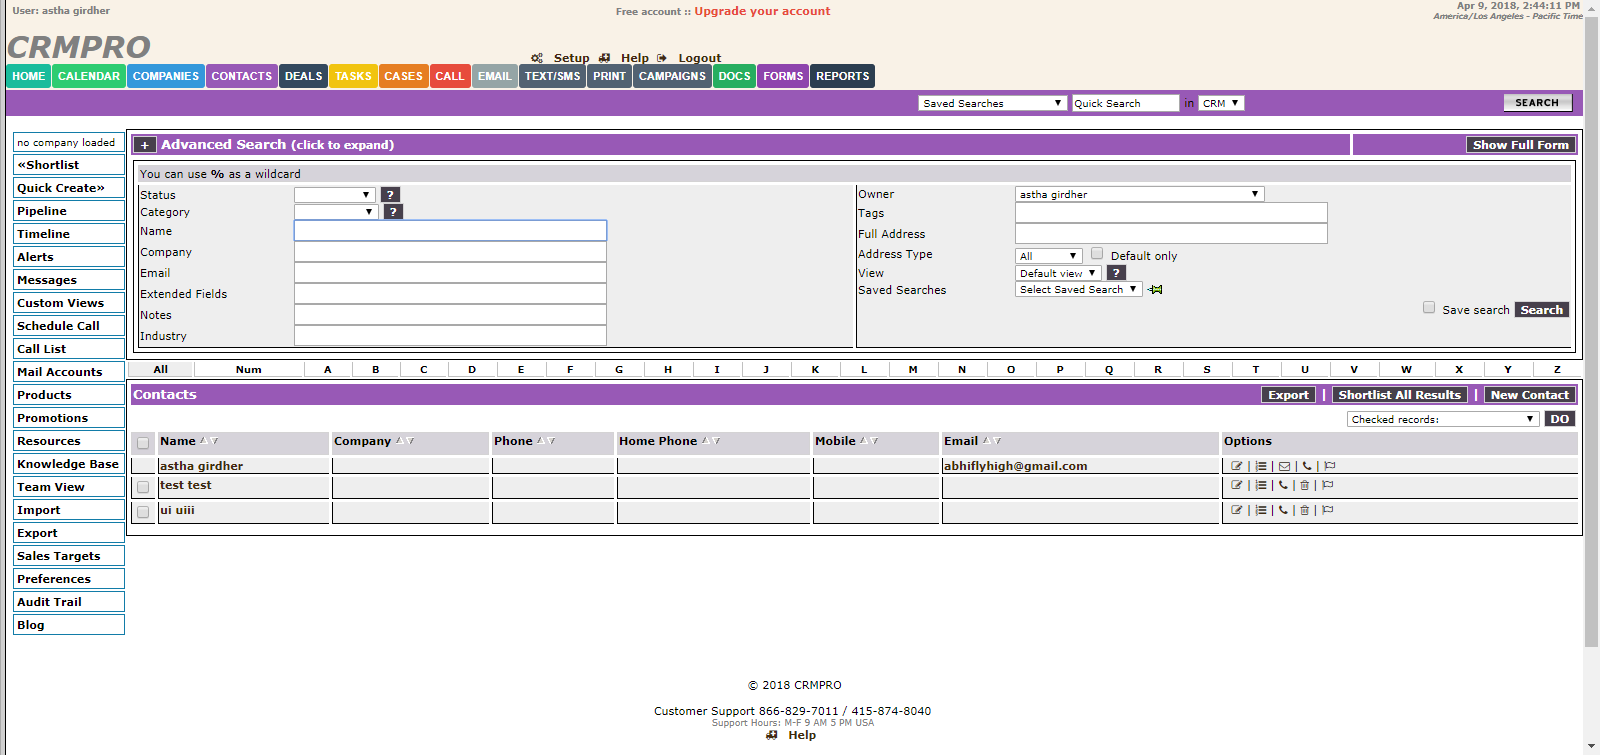 User: astha girdher
Free account :: Upgrade your account
Apr 9, 2018, 2:44:11 PM
America/Los Angeles - Pacific Time
CRMPRO
Setup Help Logout
HOME CALENDAR COMPANIES CONTACTS DEALS TASKS CASES CALL EMAIL TEXT/SMS PRINT CAMPAIGNS DOCS FORMS REPORTS
Saved Searches Quick Search in CRM SEARCH
no company loaded
«Shortlist
Quick Create»
Pipeline
Timeline
Alerts
Messages
Custom Views
Schedule Call
Call List
Mail Accounts
Products
Promotions
Resources
Knowledge Base
Team View
Import
Export
Sales Targets
Preferences
Audit Trail
Blog
+ Advanced Search (click to expand) Show Full Form
You can use % as a wildcard
Status ?
Category ?
Name
Company
Email
Extended Fields
Notes
Industry
Owner astha girdher
Tags
Full Address
Address Type All Default only
View Default view ?
Saved Searches Select Saved Search
Save search Search
All Num A B C D E F G H I J K L M N O P Q R S T U V W X Y Z
Contacts Export | Shortlist All Results | New Contact
Checked records: DO
Name Company Phone Home Phone Mobile Email Options
astha girdher abhiflyhigh@gmail.com | | | |
test test | | | |
ui uiii | | | |
© 2018 CRMPRO
Customer Support 866-829-7011 / 415-874-8040
Support Hours: M-F 9 AM 5 PM USA
Help